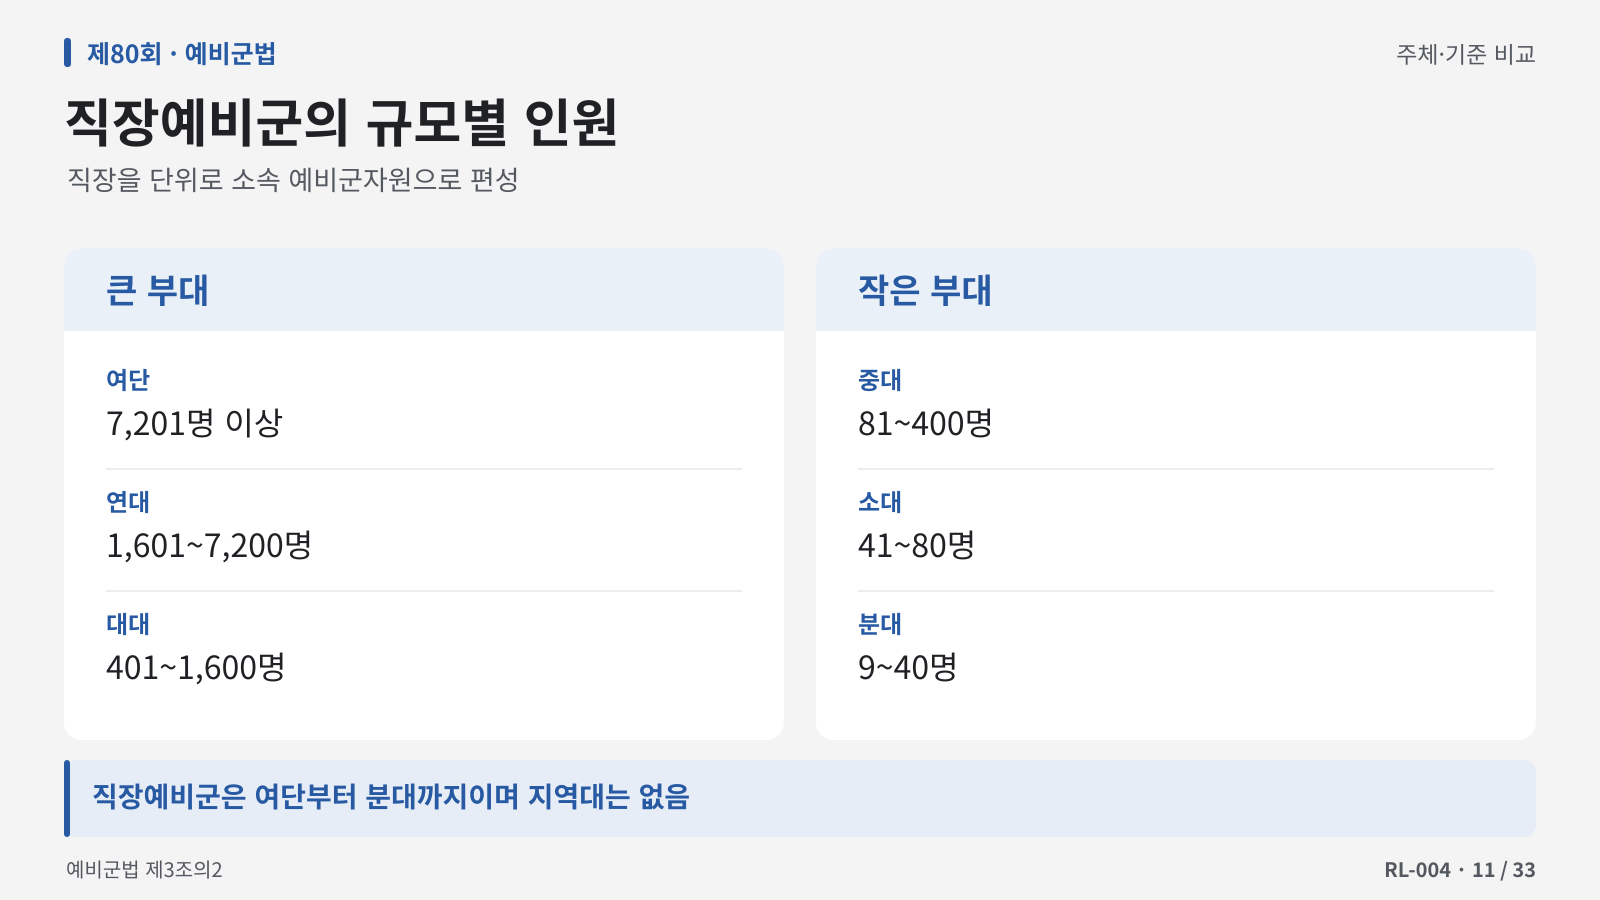 제80회 · 예비군법
주체·기준 비교
직장예비군의 규모별 인원
직장을 단위로 소속 예비군자원으로 편성
큰 부대
여단
7,201명 이상
연대
1,601~7,200명
대대
401~1,600명
작은 부대
중대
81~400명
소대
41~80명
분대
9~40명
직장예비군은 여단부터 분대까지이며 지역대는 없음
예비군법 제3조의2
RL-004 · 11 / 33